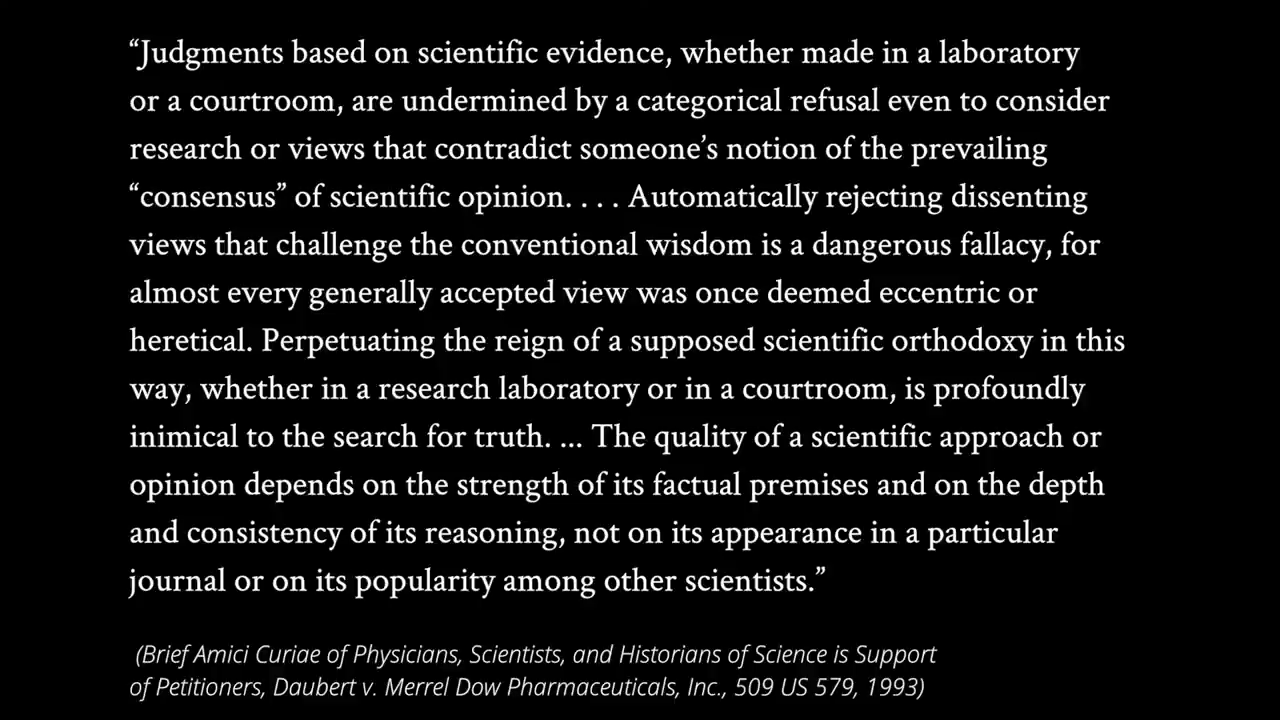 “Judgments based on scientific evidence, whether made in a laboratory
or a courtroom, are undermined by a categorical refusal even to consider
research or views that contradict someone’s notion of the prevailing
“consensus” of scientific opinion. . . . Automatically rejecting dissenting
views that challenge the conventional wisdom is a dangerous fallacy, for
almost every generally accepted view was once deemed eccentric or
heretical. Perpetuating the reign of a supposed scientific orthodoxy in this
way, whether in a research laboratory or in a courtroom, is profoundly
inimical to the search for truth. ... The quality of a scientific approach or
opinion depends on the strength of its factual premises and on the depth
and consistency of its reasoning, not on its appearance in a particular
journal or on its popularity among other scientists.”
(Brief Amici Curiae of Physicians, Scientists, and Historians of Science is Support
of Petitioners, Daubert v. Merrel Dow Pharmaceuticals, Inc., 509 US 579, 1993)